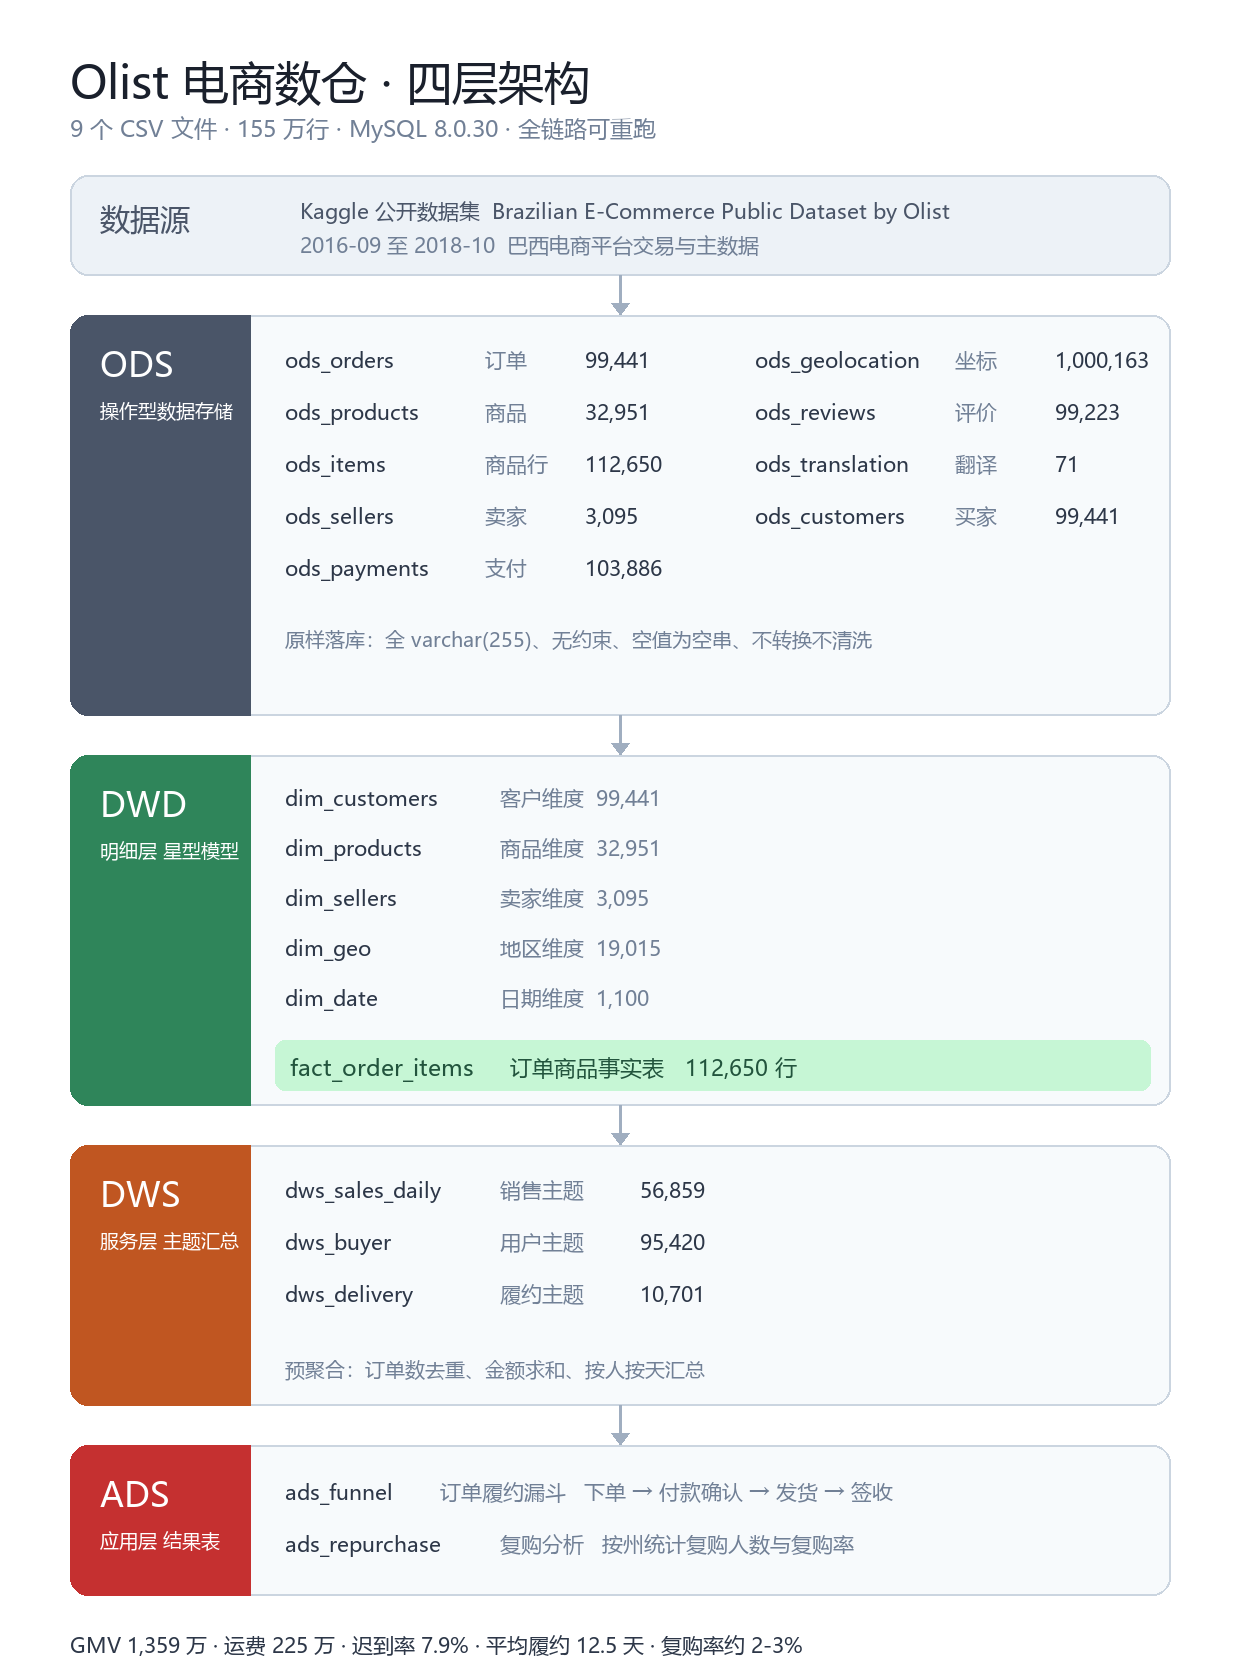 Olist 电商数仓 · 四层架构
9 个 CSV 文件 · 155 万行 · MySQL 8.0.30 · 全链路可重跑
数据源
Kaggle 公开数据集 Brazilian E-Commerce Public Dataset by Olist
2016-09 至 2018-10 巴西电商平台交易与主数据
ODS
操作型数据存储
ods_orders 订单 99,441 ods_geolocation 坐标 1,000,163
ods_products 商品 32,951 ods_reviews 评价 99,223
ods_items 商品行 112,650 ods_translation 翻译 71
ods_sellers 卖家 3,095 ods_customers 买家 99,441
ods_payments 支付 103,886
原样落库：全 varchar(255)、无约束、空值为空串、不转换不清洗
DWD
明细层 星型模型
dim_customers 客户维度 99,441
dim_products 商品维度 32,951
dim_sellers 卖家维度 3,095
dim_geo 地区维度 19,015
dim_date 日期维度 1,100
fact_order_items 订单商品事实表 112,650 行
DWS
服务层 主题汇总
dws_sales_daily 销售主题 56,859
dws_buyer 用户主题 95,420
dws_delivery 履约主题 10,701
预聚合：订单数去重、金额求和、按人按天汇总
ADS
应用层 结果表
ads_funnel 订单履约漏斗 下单 → 付款确认 → 发货 → 签收
ads_repurchase 复购分析 按州统计复购人数与复购率
GMV 1,359 万 · 运费 225 万 · 迟到率 7.9% · 平均履约 12.5 天 · 复购率约 2-3%